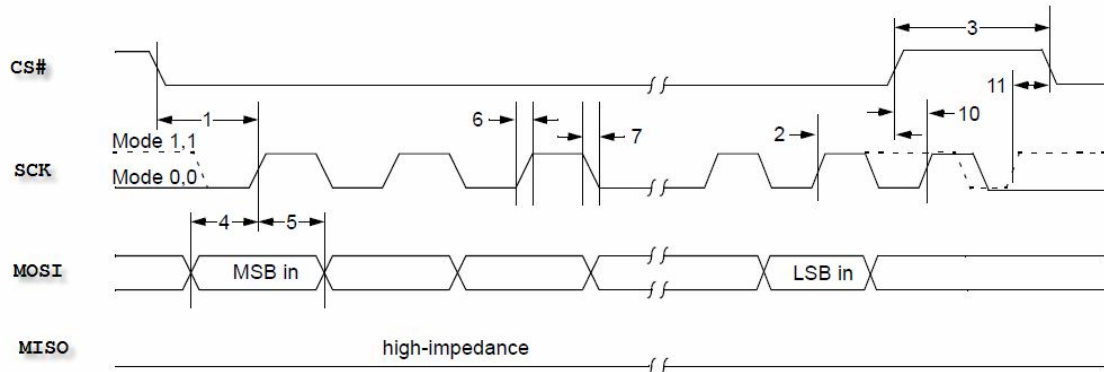 3
CS#
11
1
6
10
Mode 1,1
7
2
SCK
Mode 0,0
4
5
MOSI
MSB in
LSB in
MISO
high-impedance